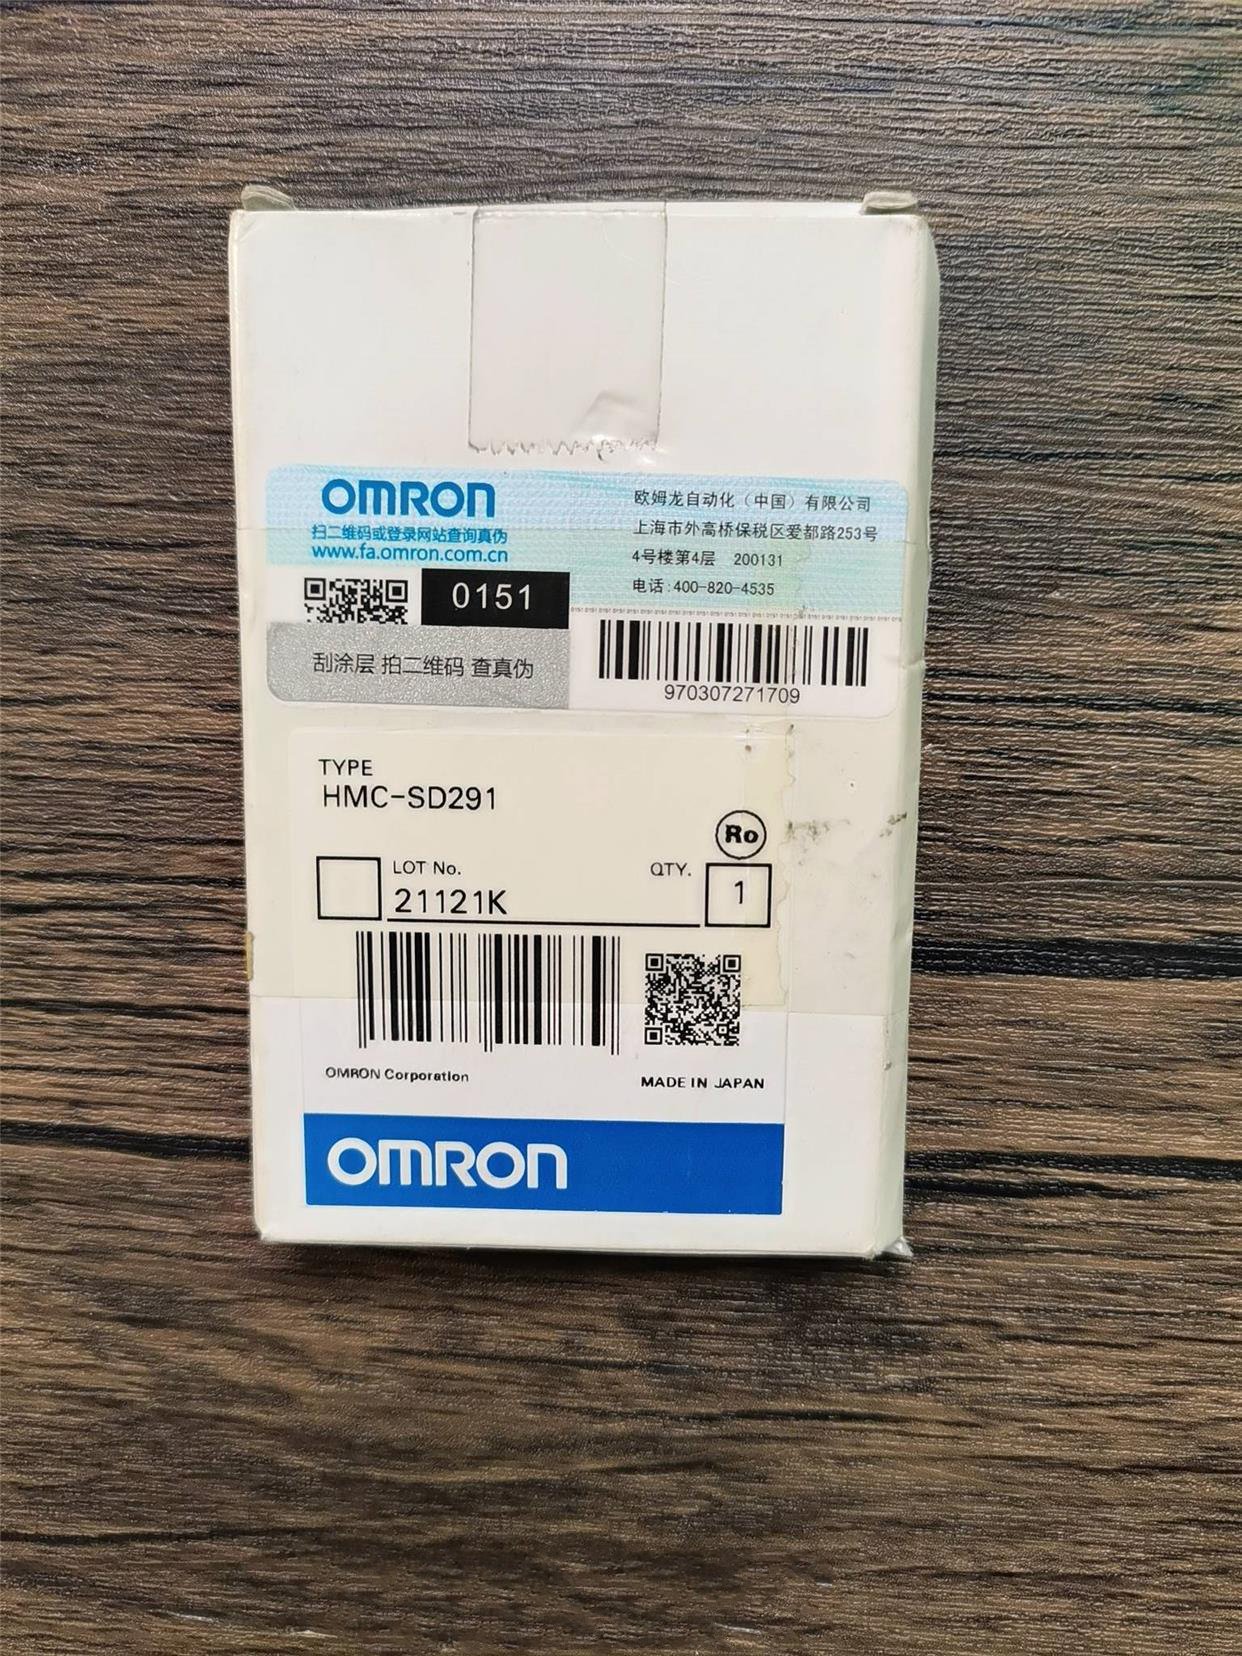 OMRON
扫二维码或登录网站查询真伪
www.fa.omron.com.cn
0151
刮涂层 拍二维码 查真伪
欧姆龙自动化（中国）有限公司
上海市外高桥保税区爱都路253号
4号楼第4层 200131
电话:400-820-4535
970307271709
TYPE
HMC-SD291
Ro
LOT No.
21121K
QTY.
1
OMRON Corporation
MADE IN JAPAN
OMRON